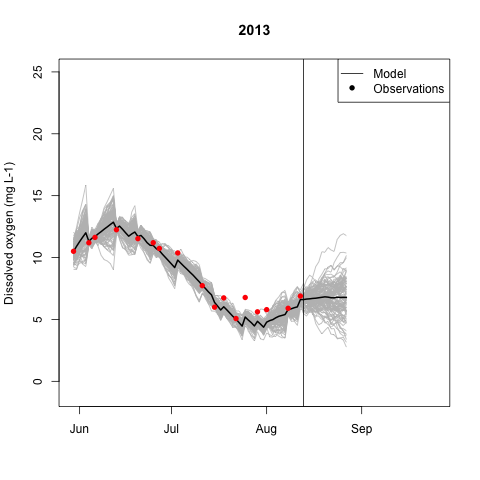 2013
Model
Observations
Dissolved oxygen (mg L-1)
25
20
15
10
5
0
Jun
Jul
Aug
Sep